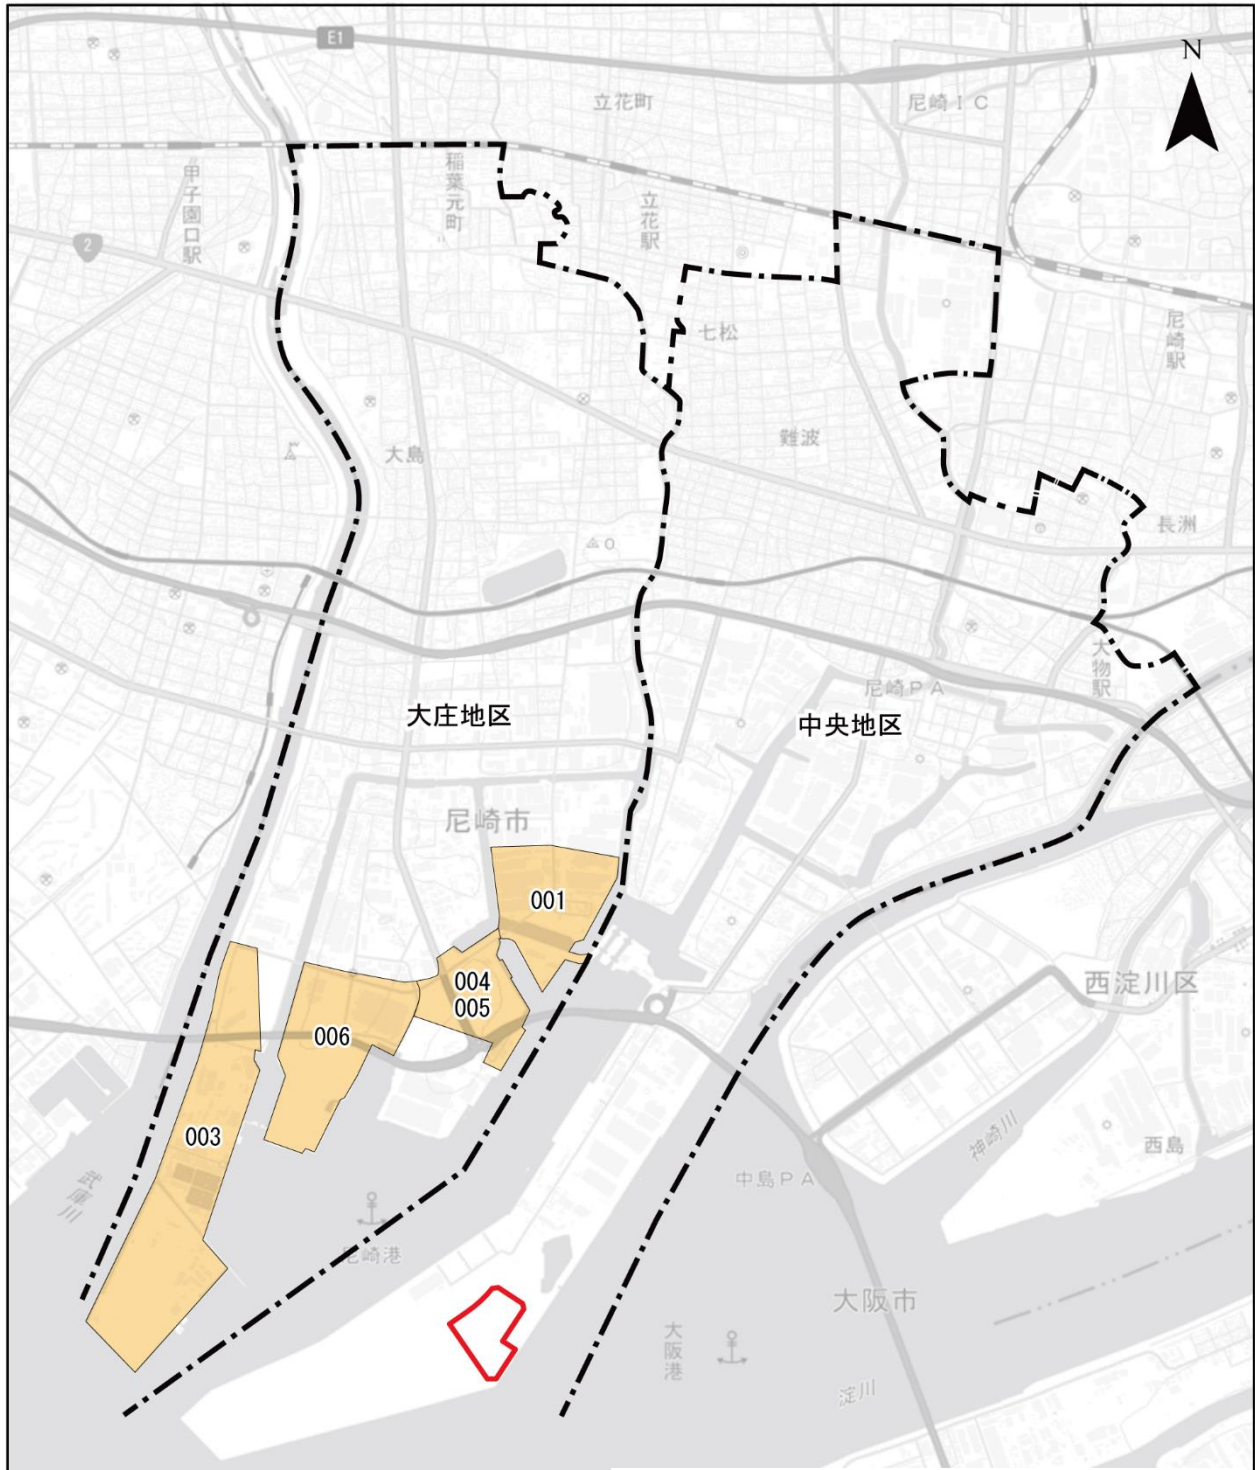 E1
N
立花町
尼崎IC
甲子園口駅
稲葉元町
立花駅
2
七松
尼崎駅
難波
大島
長洲
大物駅
尼崎PA
大庄地区
中央地区
尼崎市
001
004
005
西淀川区
006
003
神崎川
西島
中島PA
武庫川
尼崎港
大阪市
大阪港
淀川